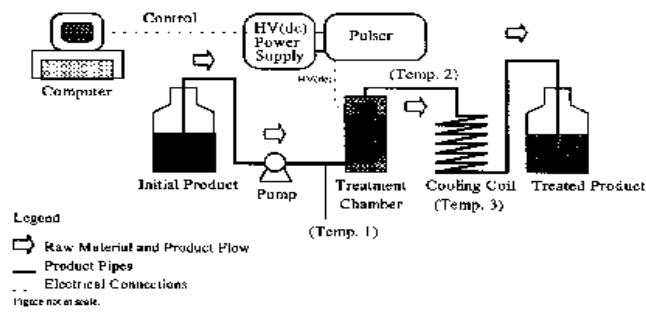 Control
HV(dc)
Power
Supply
Pulser
Computer
HV(dc)
(Temp. 2)
Initial Product
Pump
Treatment
Chamber
Cooling Coil
(Temp. 3)
Treated Product
(Temp. 1)
Legend
Raw Material and Product Flow
Product Pipes
Electrical Connections
Figure not in scale.